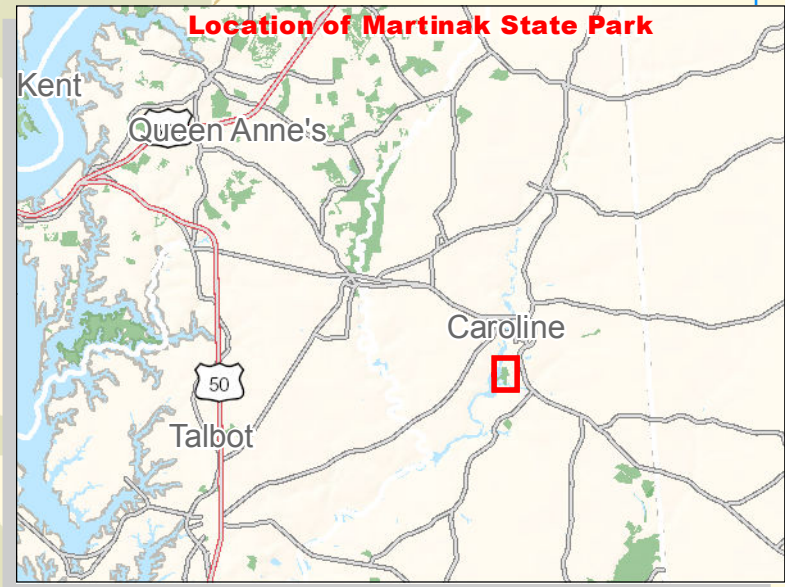 Location of Martinak State Park
Kent
Queen Anne's
Caroline
50
Talbot